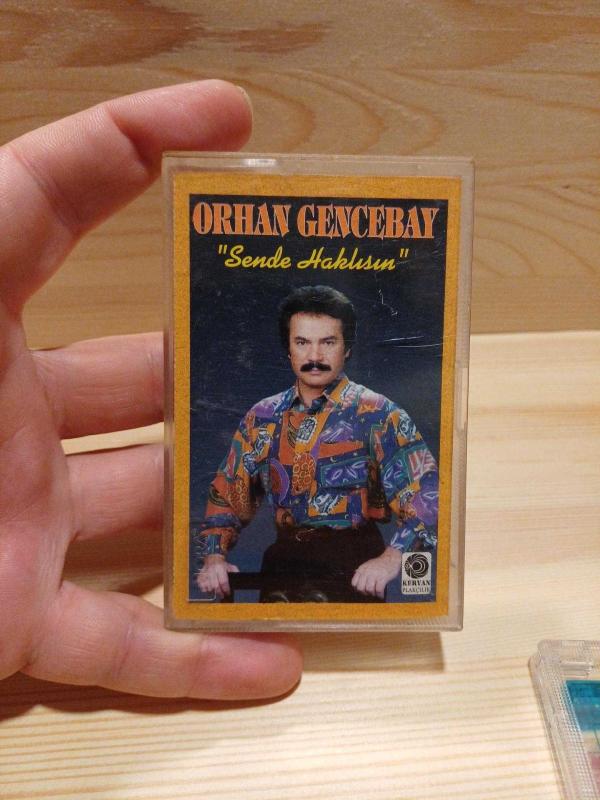 ORHAN GENCEBAY
"Sende Haklısın"
KERVAN
PLAKÇILIK